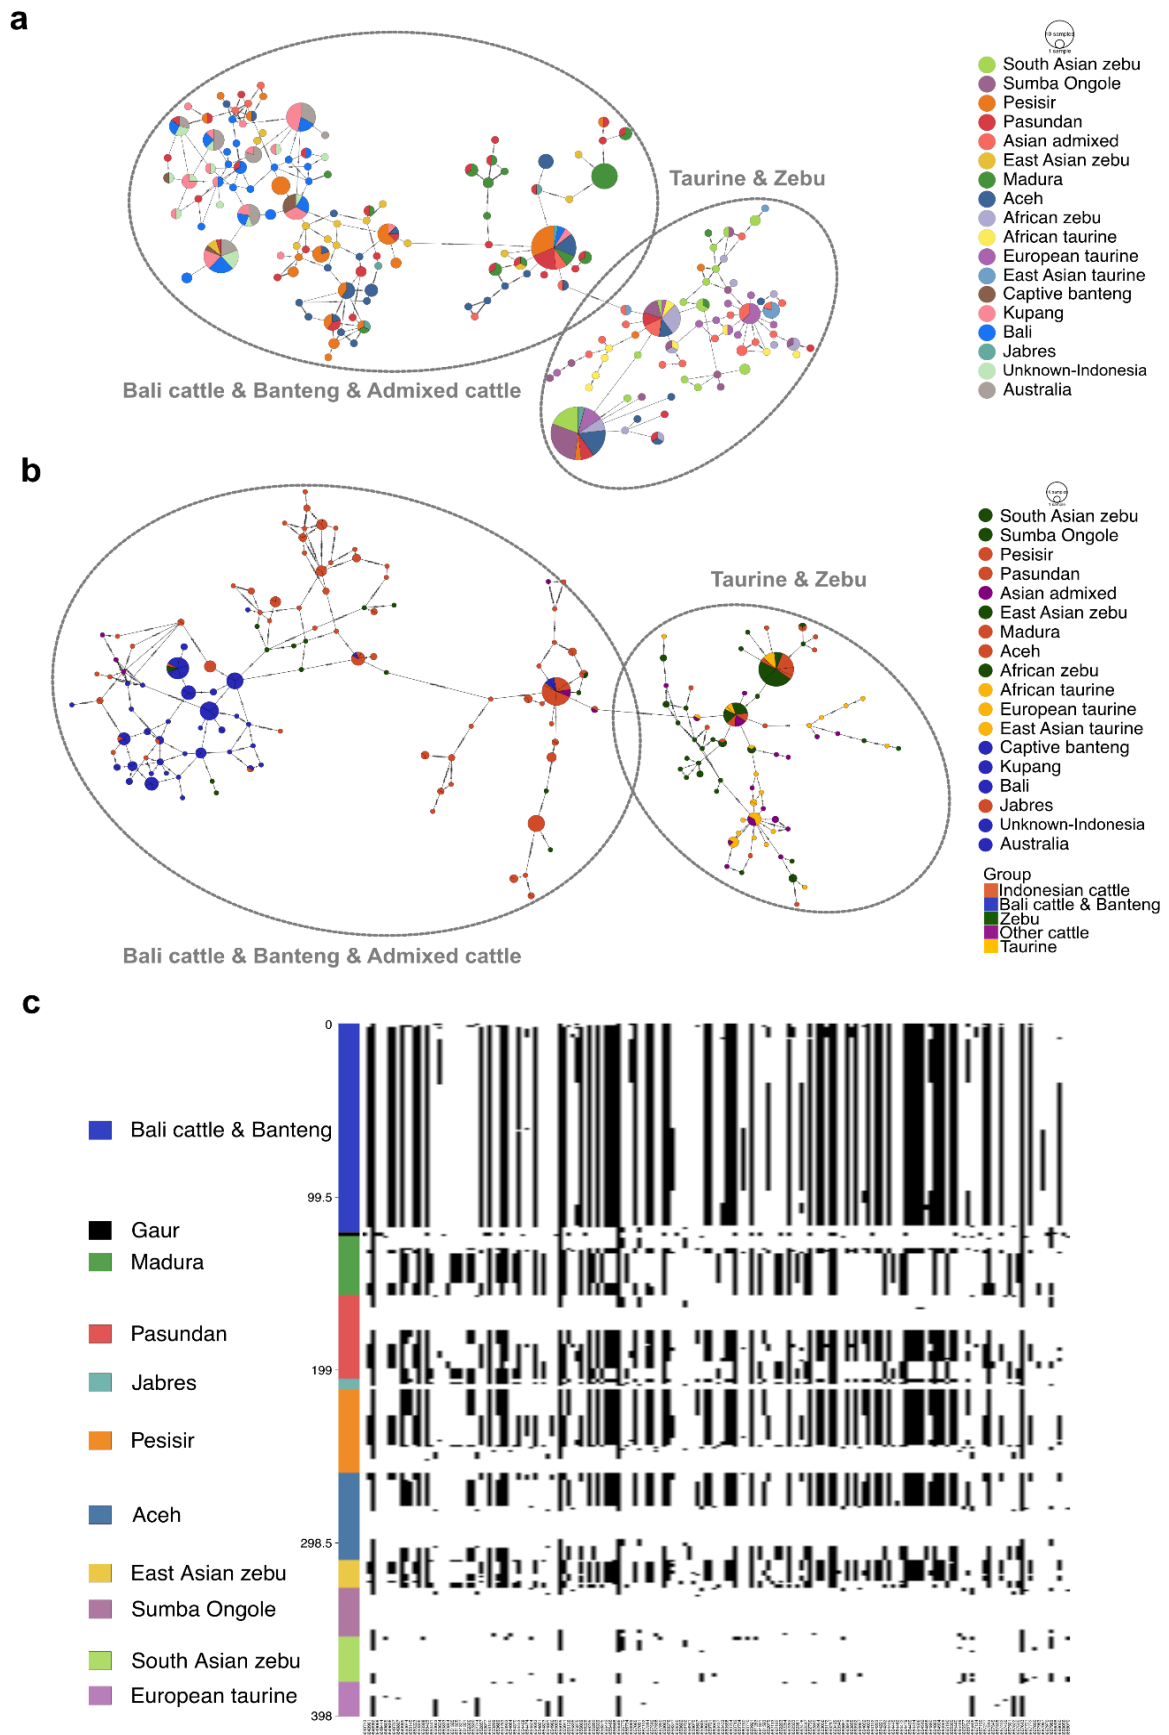 a
10 samples
1 sample
South Asian zebu
Sumba Ongole
Pesisir
Pasundan
Asian admixed
East Asian zebu
Madura
Aceh
African zebu
African taurine
European taurine
East Asian taurine
Captive banteng
Kupang
Bali
Jabres
Unknown-Indonesia
Australia
Taurine & Zebu
Bali cattle & Banteng & Admixed cattle
b
South Asian zebu
Sumba Ongole
Pesisir
Pasundan
Asian admixed
East Asian zebu
Madura
Aceh
African zebu
African taurine
European taurine
East Asian taurine
Captive banteng
Kupang
Bali
Jabres
Unknown-Indonesia
Australia
Group
Indonesian cattle
Bali cattle & Banteng
Zebu
Other cattle
Taurine
Taurine & Zebu
Bali cattle & Banteng & Admixed cattle
c
0
Bali cattle & Banteng
99.5
Gaur
Madura
Pasundan
199
Jabres
Pesisir
Aceh
298.5
East Asian zebu
Sumba Ongole
South Asian zebu
European taurine
398